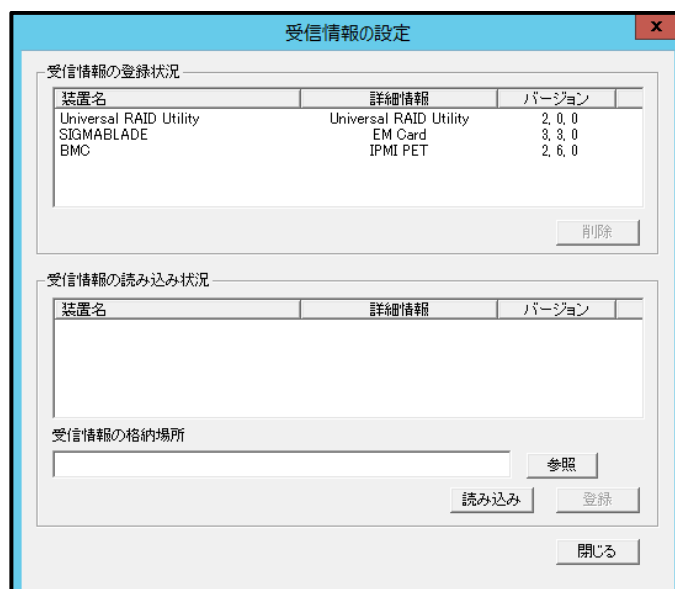 受信情報の設定
x
受信情報の登録状況
装置名 詳細情報 バージョン
Universal RAID Utility Universal RAID Utility 2, 0, 0
SIGMABLADE EM Card 3, 3, 0
BMC IPMI PET 2, 6, 0
削除
受信情報の読み込み状況
装置名 詳細情報 バージョン
受信情報の格納場所
参照
読み込み 登録
閉じる